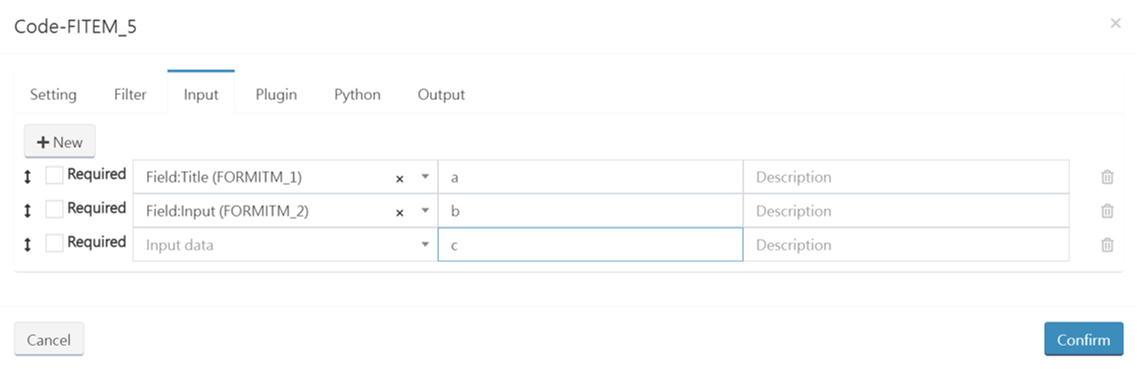 Code-FITEM_5 ×
Setting Filter Input Plugin Python Output
+ New
Required Field:Title (FORMITM_1) × a Description
Required Field:Input (FORMITM_2) × b Description
Required Input data c Description
Cancel Confirm